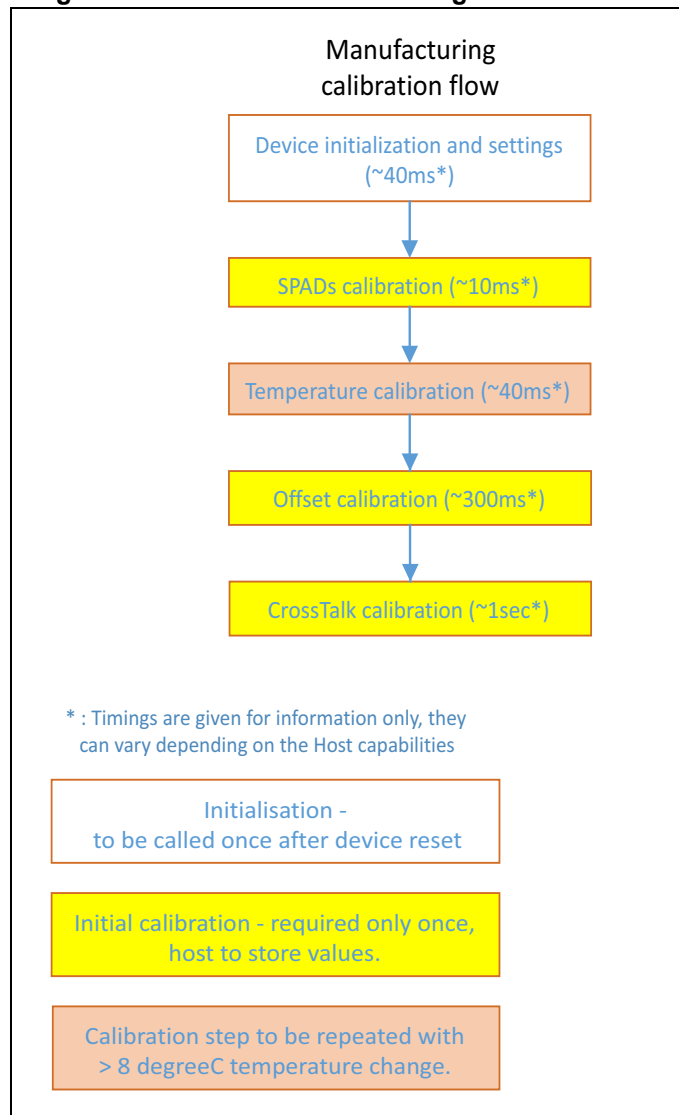 Manufacturing
calibration flow
Device initialization and settings
(~40ms*)
SPADs calibration (~10ms*)
Temperature calibration (~40ms*)
Offset calibration (~300ms*)
CrossTalk calibration (~1sec*)
* : Timings are given for information only, they
can vary depending on the Host capabilities
Initialisation -
to be called once after device reset
Initial calibration - required only once,
host to store values.
Calibration step to be repeated with
> 8 degreeC temperature change.